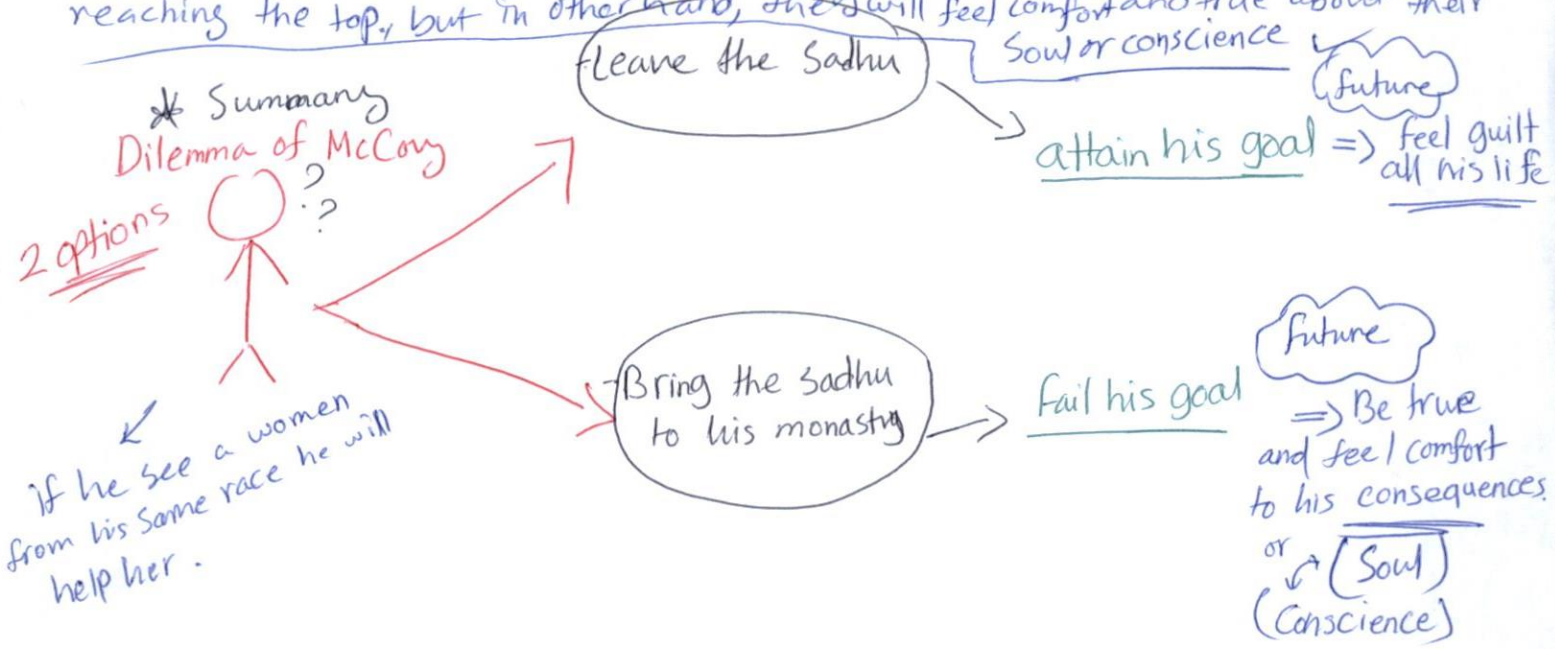 reaching the top, but in other hand, they will feel comfort and true about their
Soul or conscience
* Summary
Dilemma of McCoy
? ?
2 options
Leave the Sadhu
attain his goal =>
future
feel guilt
all his life
Bring the sadhu
to his monastry
fail his goal
future
=> Be true
and feel comfort
to his consequences
or (Soul)
(Conscience)
if he see a women
from his same race he will
help her.